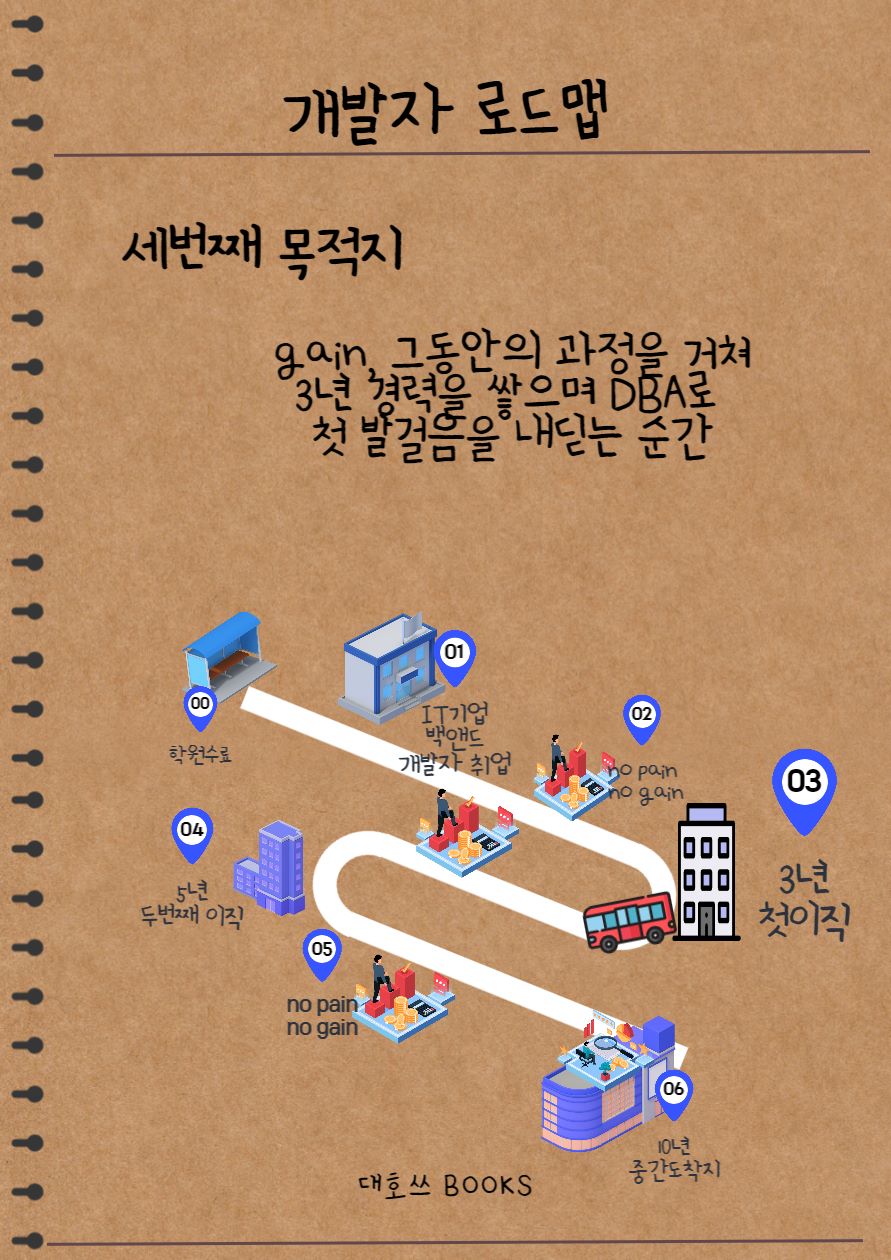 개발자 로드맵
세번째 목적지
gain, 그동안의 과정을 거쳐
3년 경력을 쌓으며 DBA로
첫 발걸음을 내딛는 순간
00
학원수료
01
IT기업
백앤드
개발자 취업
02
no pain
no gain
03
3년
첫이직
04
5년
두번째 이직
05
no pain
no gain
06
10년
중간도착지
대호쓰 BOOKS